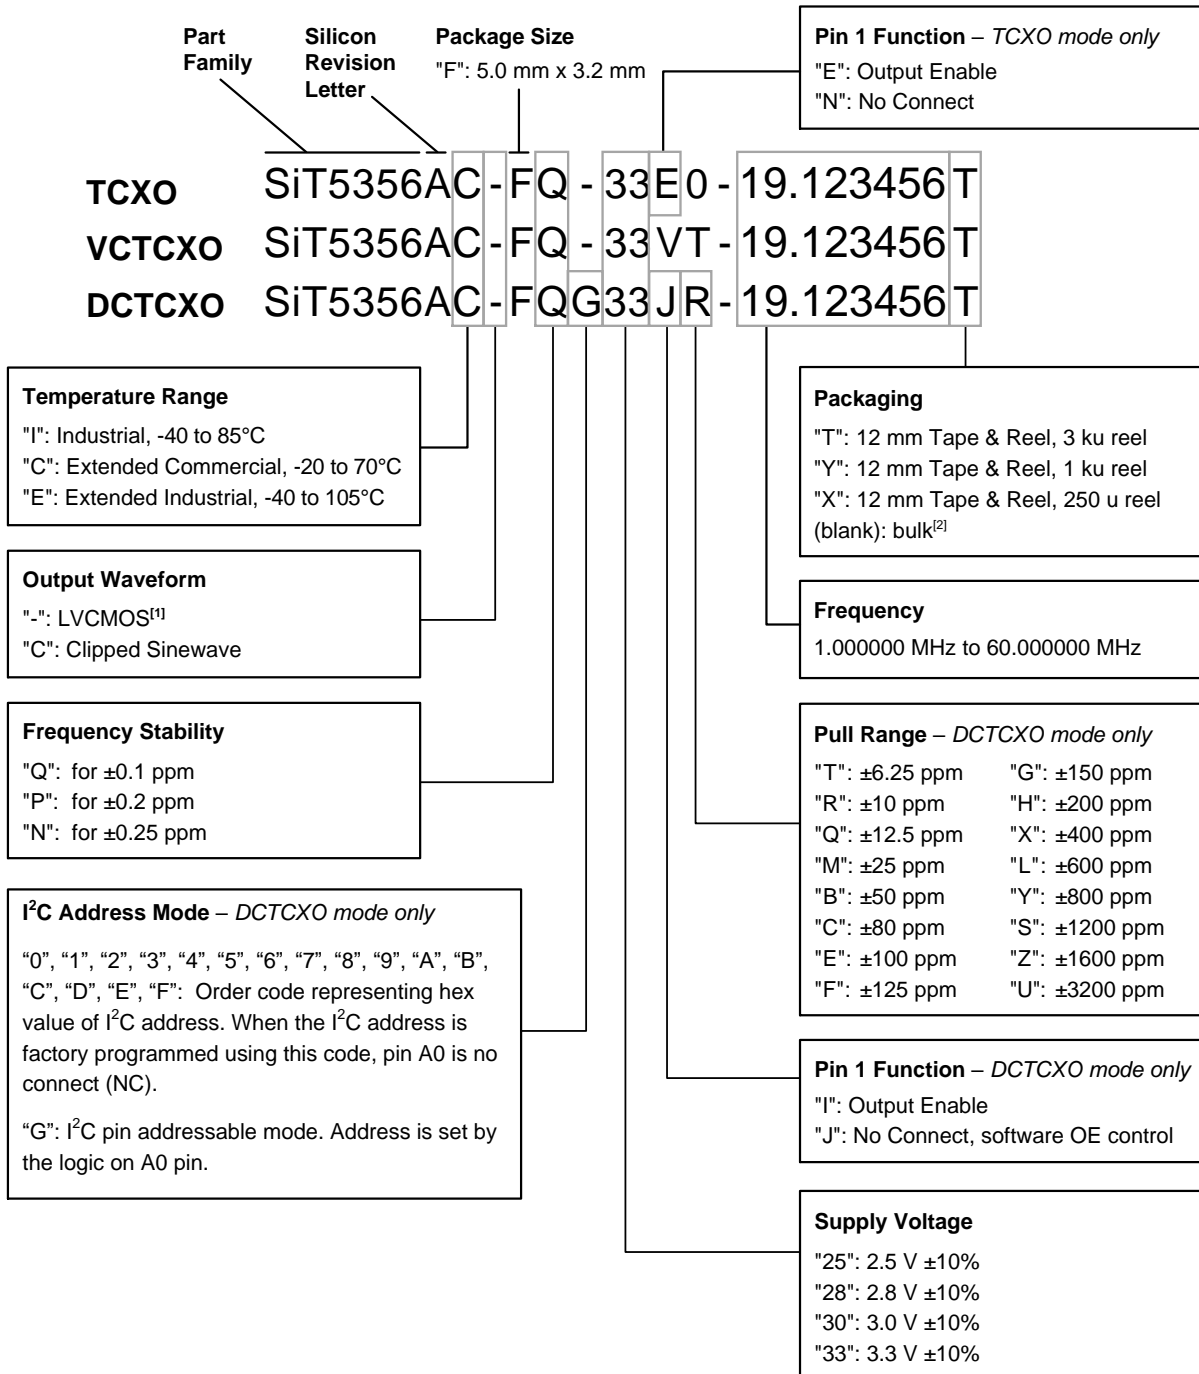 Part
Family
Silicon
Revision
Letter
Package Size
"F": 5.0 mm x 3.2 mm
Pin 1 Function – TCXO mode only
"E": Output Enable
"N": No Connect
TCXO SiT5356AC-FQ-33E0-19.123456T
VCTCXO SiT5356AC-FQ-33VT-19.123456T
DCTCXO SiT5356AC-FQG33JR-19.123456T
Temperature Range
"I": Industrial, -40 to 85°C
"C": Extended Commercial, -20 to 70°C
"E": Extended Industrial, -40 to 105°C
Output Waveform
"-": LVCMOS[1]
"C": Clipped Sinewave
Frequency Stability
"Q": for ±0.1 ppm
"P": for ±0.2 ppm
"N": for ±0.25 ppm
I²C Address Mode – DCTCXO mode only
“0”, “1”, “2”, “3”, “4”, “5”, “6”, “7”, “8”, “9”, “A”, “B”,
“C”, “D”, “E”, “F”: Order code representing hex
value of I²C address. When the I²C address is
factory programmed using this code, pin A0 is no
connect (NC).
“G”: I²C pin addressable mode. Address is set by
the logic on A0 pin.
Packaging
"T": 12 mm Tape & Reel, 3 ku reel
"Y": 12 mm Tape & Reel, 1 ku reel
"X": 12 mm Tape & Reel, 250 u reel
(blank): bulk[2]
Frequency
1.000000 MHz to 60.000000 MHz
Pull Range – DCTCXO mode only
"T": ±6.25 ppm "G": ±150 ppm
"R": ±10 ppm "H": ±200 ppm
"Q": ±12.5 ppm "X": ±400 ppm
"M": ±25 ppm "L": ±600 ppm
"B": ±50 ppm "Y": ±800 ppm
"C": ±80 ppm "S": ±1200 ppm
"E": ±100 ppm "Z": ±1600 ppm
"F": ±125 ppm "U": ±3200 ppm
Pin 1 Function – DCTCXO mode only
"I": Output Enable
"J": No Connect, software OE control
Supply Voltage
"25": 2.5 V ±10%
"28": 2.8 V ±10%
"30": 3.0 V ±10%
"33": 3.3 V ±10%